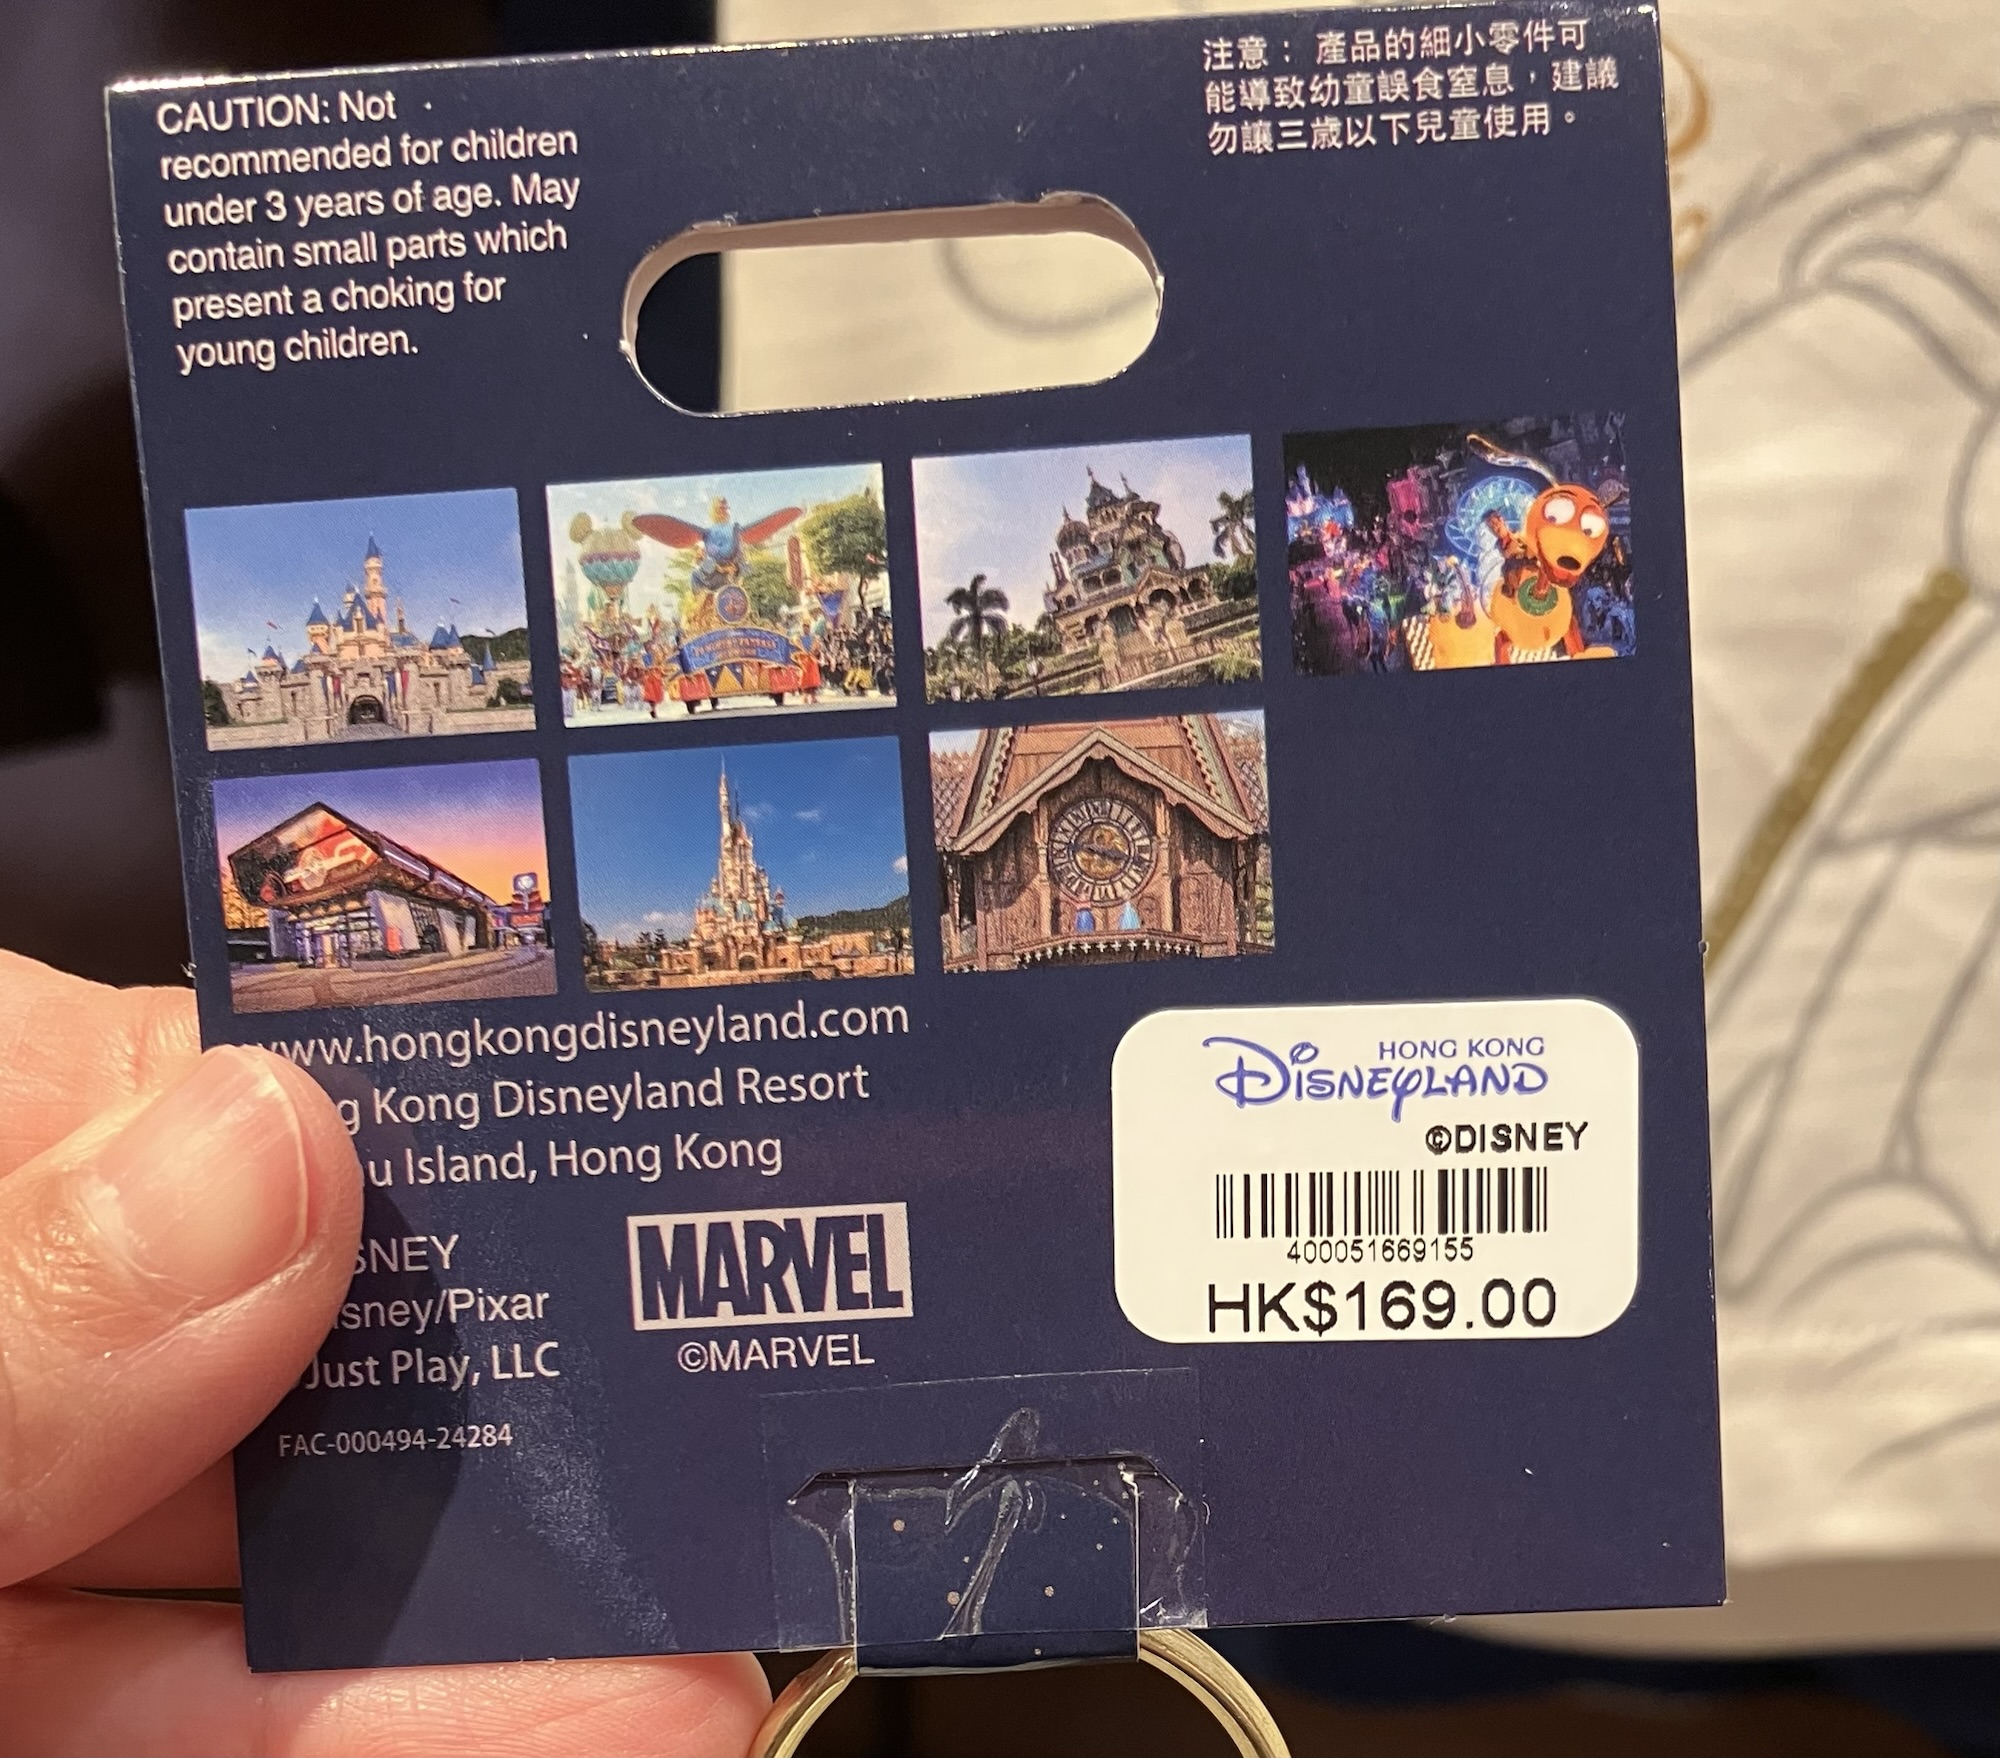 CAUTION: Not
recommended for children
under 3 years of age. May
contain small parts which
present a choking for
young children.
注意： 產品的細小零件可
能導致幼童誤食窒息，建議
勿讓三歲以下兒童使用。
www.hongkongdisneyland.com
Kong Disneyland Resort
Island, Hong Kong
Just Play, LLC
FAC-000494-24284
MARVEL
©MARVEL
HONG KONG
DISNEYLAND
©DISNEY
400051669155
HK$169.00